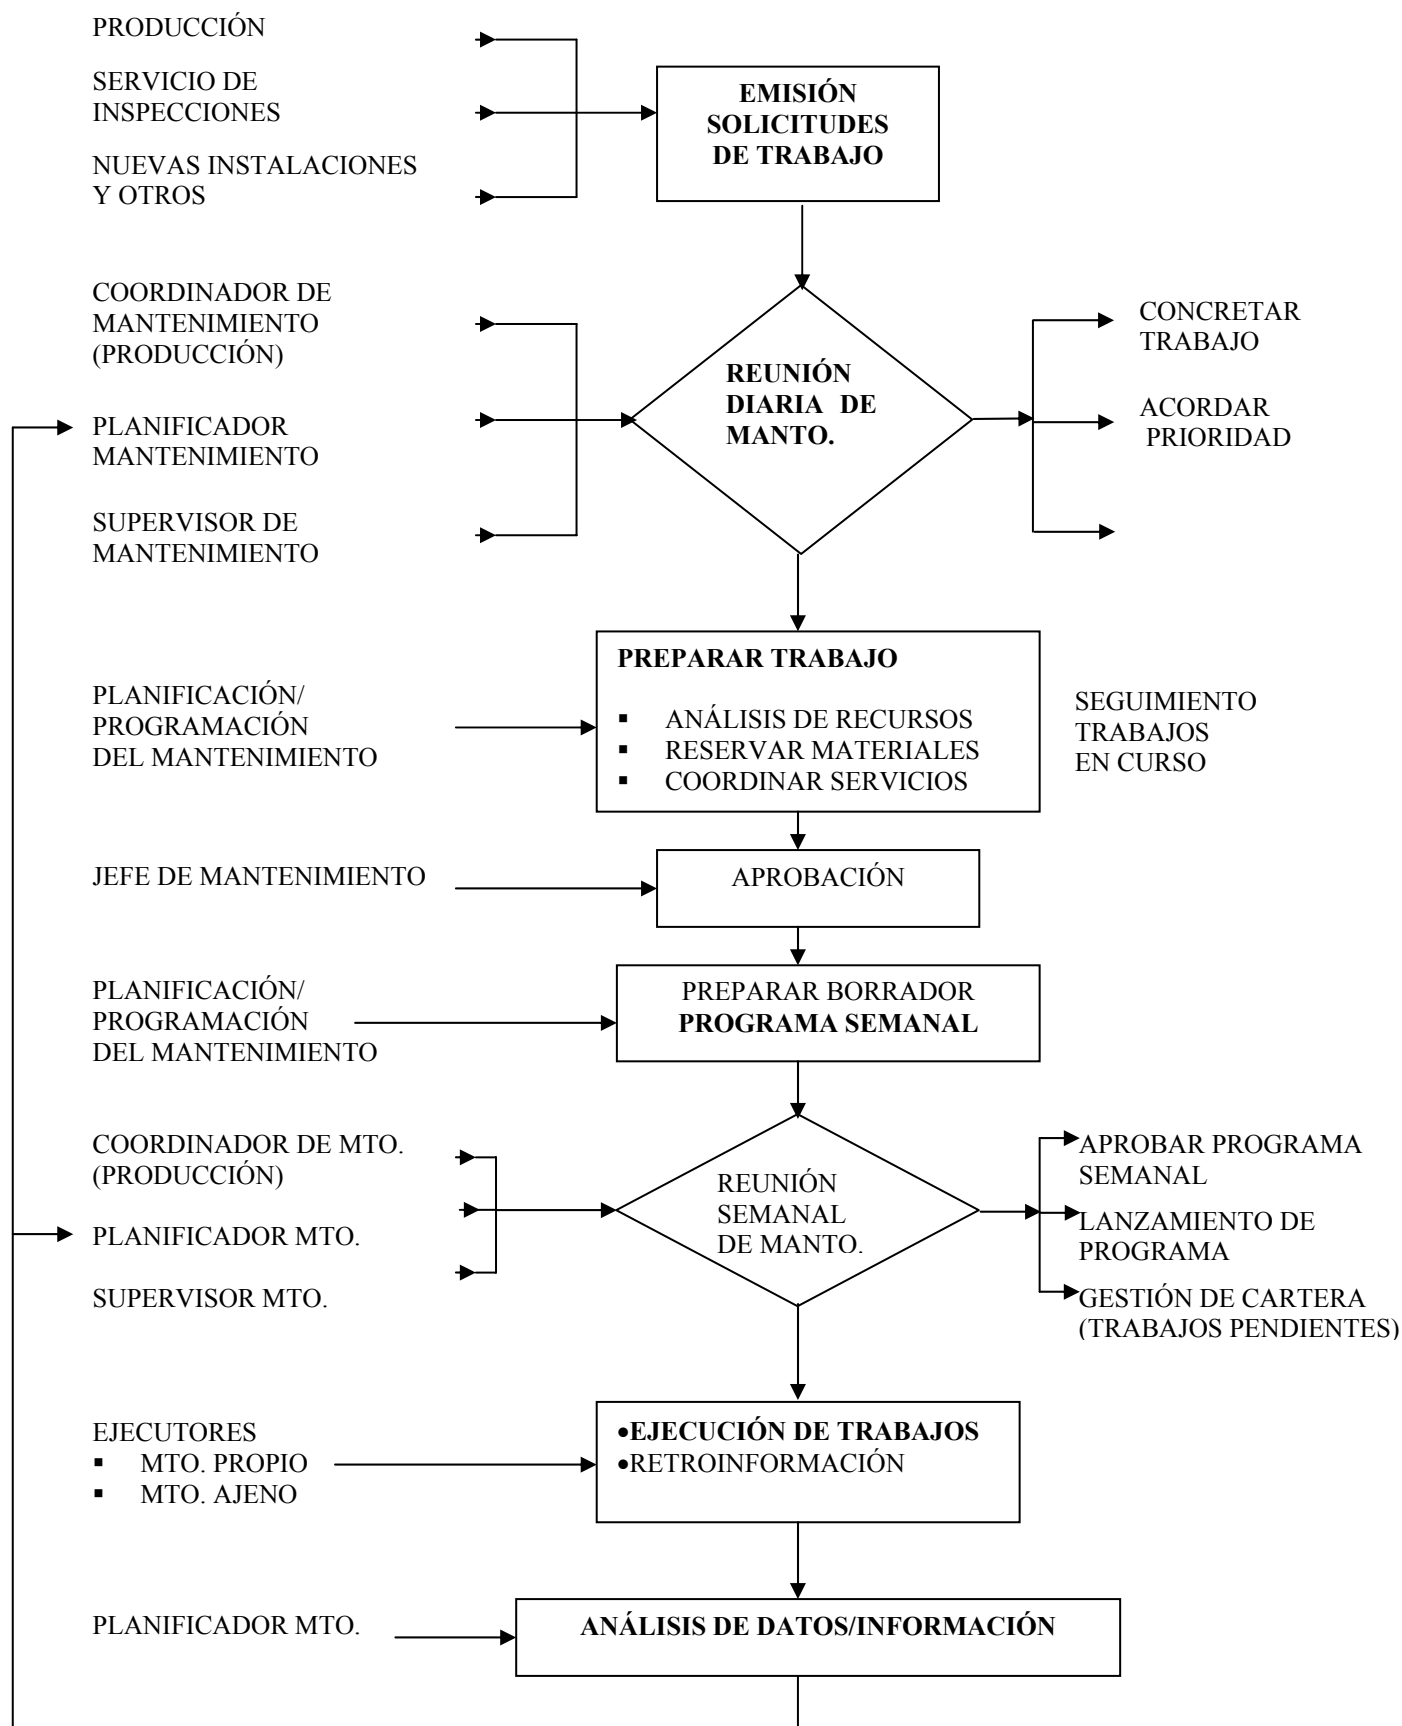 PRODUCCIÓN
SERVICIO DE
INSPECCIONES
NUEVAS INSTALACIONES
Y OTROS
EMISIÓN
SOLICITUDES
DE TRABAJO
COORDINADOR DE
MANTENIMIENTO
(PRODUCCIÓN)
PLANIFICADOR
MANTENIMIENTO
SUPERVISOR DE
MANTENIMIENTO
REUNIÓN
DIARIA DE
MANTO.
CONCRETAR
TRABAJO
ACORDAR
PRIORIDAD
PLANIFICACIÓN/
PROGRAMACIÓN
DEL MANTENIMIENTO
PREPARAR TRABAJO
▪ ANÁLISIS DE RECURSOS
▪ RESERVAR MATERIALES
▪ COORDINAR SERVICIOS
SEGUIMIENTO
TRABAJOS
EN CURSO
JEFE DE MANTENIMIENTO
APROBACIÓN
PLANIFICACIÓN/
PROGRAMACIÓN
DEL MANTENIMIENTO
PREPARAR BORRADOR
PROGRAMA SEMANAL
COORDINADOR DE MTO.
(PRODUCCIÓN)
PLANIFICADOR MTO.
SUPERVISOR MTO.
REUNIÓN
SEMANAL
DE MANTO.
APROBAR PROGRAMA
SEMANAL
LANZAMIENTO DE
PROGRAMA
GESTIÓN DE CARTERA
(TRABAJOS PENDIENTES)
EJECUTORES
▪ MTO. PROPIO
▪ MTO. AJENO
•EJECUCIÓN DE TRABAJOS
•RETROINFORMACIÓN
PLANIFICADOR MTO.
ANÁLISIS DE DATOS/INFORMACIÓN